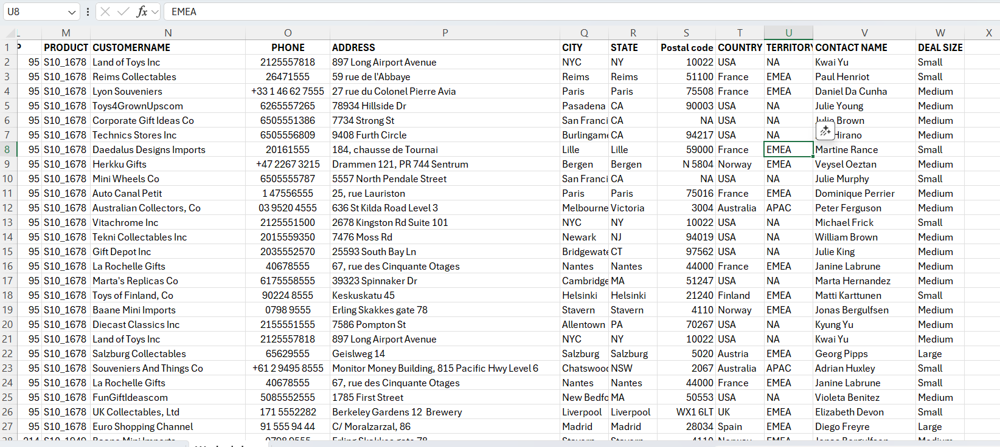 U8 fx EMEA
M N O P Q R S T U V W X
1 PRODUCT CUSTOMERNAME PHONE ADDRESS CITY STATE Postal code COUNTRY TERRITORY CONTACT NAME DEAL SIZE
2 95 S10_1678 Land of Toys Inc 2125557818 897 Long Airport Avenue NYC NY 10022 USA NA Kwai Yu Small
3 95 S10_1678 Reims Collectables 26471555 59 rue de l'Abbaye Reims Reims 51100 France EMEA Paul Henriot Small
4 95 S10_1678 Lyon Souveniers +33 1 46 62 7555 27 rue du Colonel Pierre Avia Paris Paris 75508 France EMEA Daniel Da Cunha Medium
5 95 S10_1678 Toys4GrownUpscom 6265557265 78934 Hillside Dr Pasadena CA 90003 USA NA Julie Young Medium
6 95 S10_1678 Corporate Gift Ideas Co 6505551386 7734 Strong St San Franci CA NA USA NA Julie Brown Medium
7 95 S10_1678 Technics Stores Inc 6505556809 9408 Furth Circle Burlingame CA 94217 USA NA Hirano Medium
8 95 S10_1678 Daedalus Designs Imports 20161555 184, chausse de Tournai Lille Lille 59000 France EMEA Martine Rance Small
9 95 S10_1678 Herkku Gifts +47 2267 3215 Drammen 121, PR 744 Sentrum Bergen Bergen N 5804 Norway EMEA Veysel Oeztan Medium
10 95 S10_1678 Mini Wheels Co 6505555787 5557 North Pendale Street San Franci CA NA USA NA Julie Murphy Small
11 95 S10_1678 Auto Canal Petit 1 47556555 25, rue Lauriston Paris Paris 75016 France EMEA Dominique Perrier Medium
12 95 S10_1678 Australian Collectors, Co 03 9520 4555 636 St Kilda Road Level 3 Melbourne Victoria 3004 Australia APAC Peter Ferguson Medium
13 95 S10_1678 Vitachrome Inc 2125551500 2678 Kingston Rd Suite 101 NYC NY 10022 USA NA Michael Frick Small
14 95 S10_1678 Tekni Collectables Inc 2015559350 7476 Moss Rd Newark NJ 94019 USA NA William Brown Medium
15 95 S10_1678 Gift Depot Inc 2035552570 25593 South Bay Ln Bridgewate CT 97562 USA NA Julie King Medium
16 95 S10_1678 La Rochelle Gifts 40678555 67, rue des Cinquante Otages Nantes Nantes 44000 France EMEA Janine Labrune Medium
17 95 S10_1678 Marta's Replicas Co 6175558555 39323 Spinnaker Dr Cambridge MA 51247 USA NA Marta Hernandez Medium
18 95 S10_1678 Toys of Finland, Co 90224 8555 Keskuskatu 45 Helsinki Helsinki 21240 Finland EMEA Matti Karttunen Small
19 95 S10_1678 Baane Mini Imports 0798 9555 Erling Skakkes gate 78 Stavern Stavern 4110 Norway EMEA Jonas Bergulfsen Medium
20 95 S10_1678 Diecast Classics Inc 2155551555 7586 Pompton St Allentown PA 70267 USA NA Kyung Yu Medium
21 95 S10_1678 Land of Toys Inc 2125557818 897 Long Airport Avenue NYC NY 10022 USA NA Kwai Yu Medium
22 95 S10_1678 Salzburg Collectables 65629555 Geislweg 14 Salzburg Salzburg 5020 Austria EMEA Georg Pipps Large
23 95 S10_1678 Souveniers And Things Co +61 2 9495 8555 Monitor Money Building, 815 Pacific Hwy Level 6 Chatswood NSW 2067 Australia APAC Adrian Huxley Small
24 95 S10_1678 La Rochelle Gifts 40678555 67, rue des Cinquante Otages Nantes Nantes 44000 France EMEA Janine Labrune Small
25 95 S10_1678 FunGiftIdeascom 5085552555 1785 First Street New Bedfo MA 50553 USA NA Violeta Benitez Medium
26 95 S10_1678 UK Collectables, Ltd 171 5552282 Berkeley Gardens 12 Brewery Liverpool Liverpool WX1 6LT UK EMEA Elizabeth Devon Small
27 95 S10_1678 Euro Shopping Channel 91 555 94 44 C/ Moralzarzal, 86 Madrid Madrid 28034 Spain EMEA Diego Freyre Large